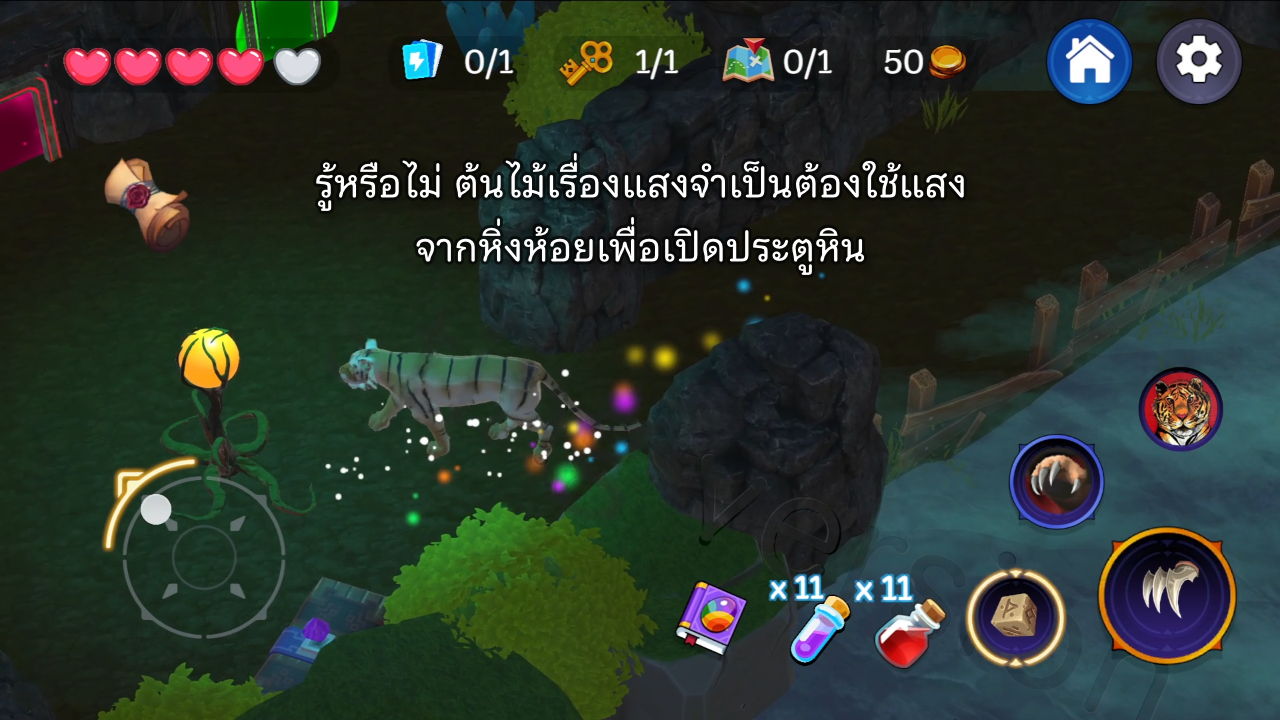 0/1
1/1
0/1
50
รู้หรือไม่ ต้นไม้เรื่องแสงจำเป็นต้องใช้แสง
จากหิ่งห้อยเพื่อเปิดประตูหิน
x 11
x 11
version